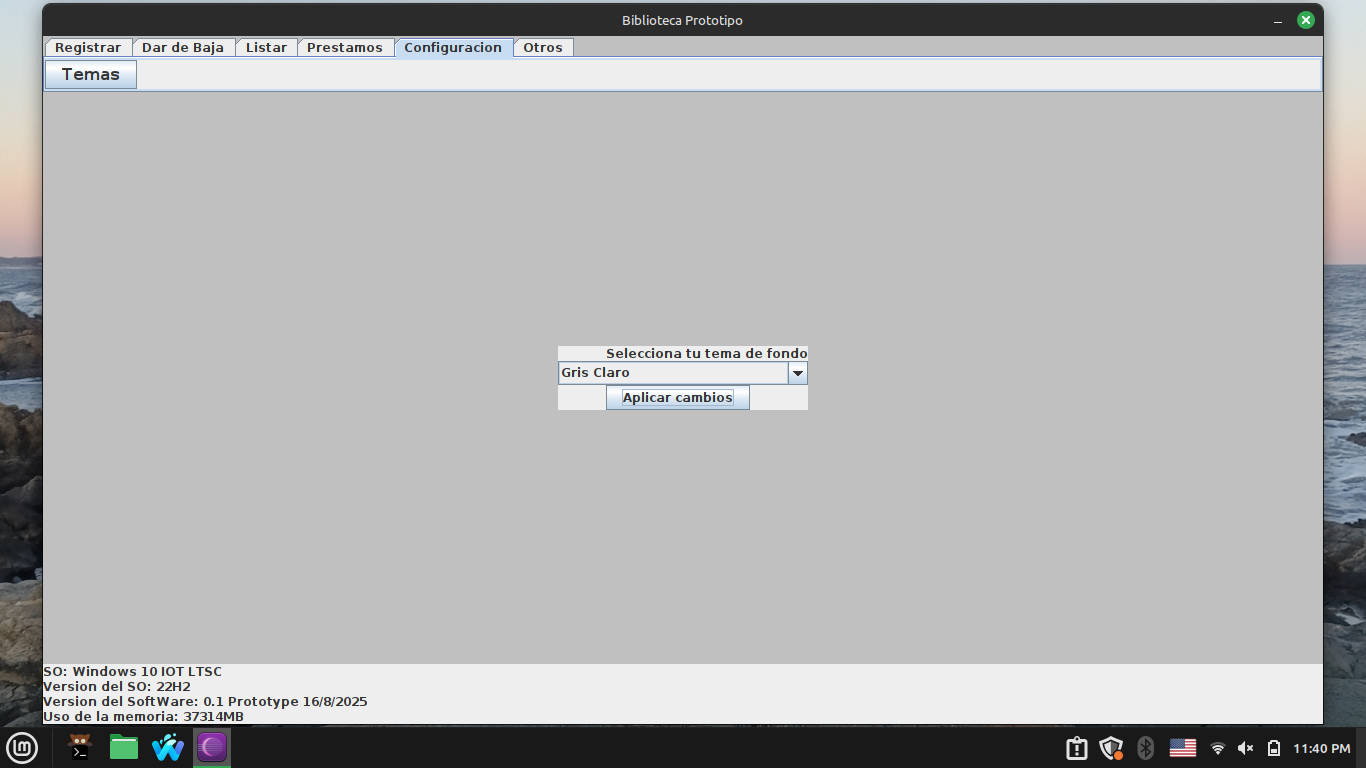 Biblioteca Prototipo
Registrar Dar de Baja Listar Prestamos Configuracion Otros
Temas
Selecciona tu tema de fondo
Gris Claro
Aplicar cambios
SO: Windows 10 IOT LTSC
Version del SO: 22H2
Version del SoftWare: 0.1 Prototype 16/8/2025
Uso de la memoria: 37314MB
11:40 PM